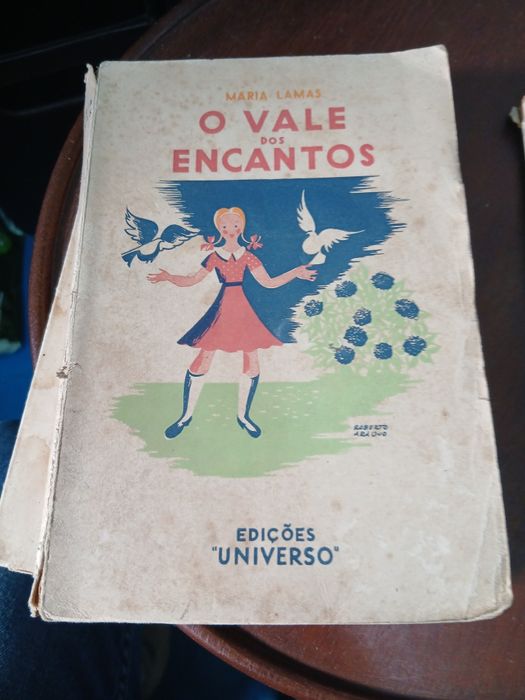 MARIA LAMAS
O VALE
DOS
ENCANTOS
ROBERTO
ARAÚJO
EDIÇÕES
"UNIVERSO"